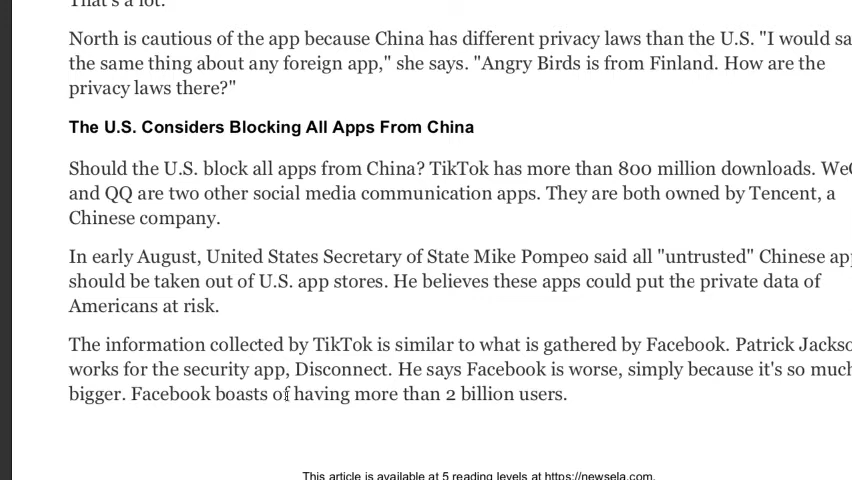 That's a lot.
North is cautious of the app because China has different privacy laws than the U.S. "I would sa
the same thing about any foreign app," she says. "Angry Birds is from Finland. How are the
privacy laws there?"
The U.S. Considers Blocking All Apps From China
Should the U.S. block all apps from China? TikTok has more than 800 million downloads. We
and QQ are two other social media communication apps. They are both owned by Tencent, a
Chinese company.
In early August, United States Secretary of State Mike Pompeo said all "untrusted" Chinese ap
should be taken out of U.S. app stores. He believes these apps could put the private data of
Americans at risk.
The information collected by TikTok is similar to what is gathered by Facebook. Patrick Jackso
works for the security app, Disconnect. He says Facebook is worse, simply because it's so much
bigger. Facebook boasts of having more than 2 billion users.
This article is available at 5 reading levels at https://newsela.com.